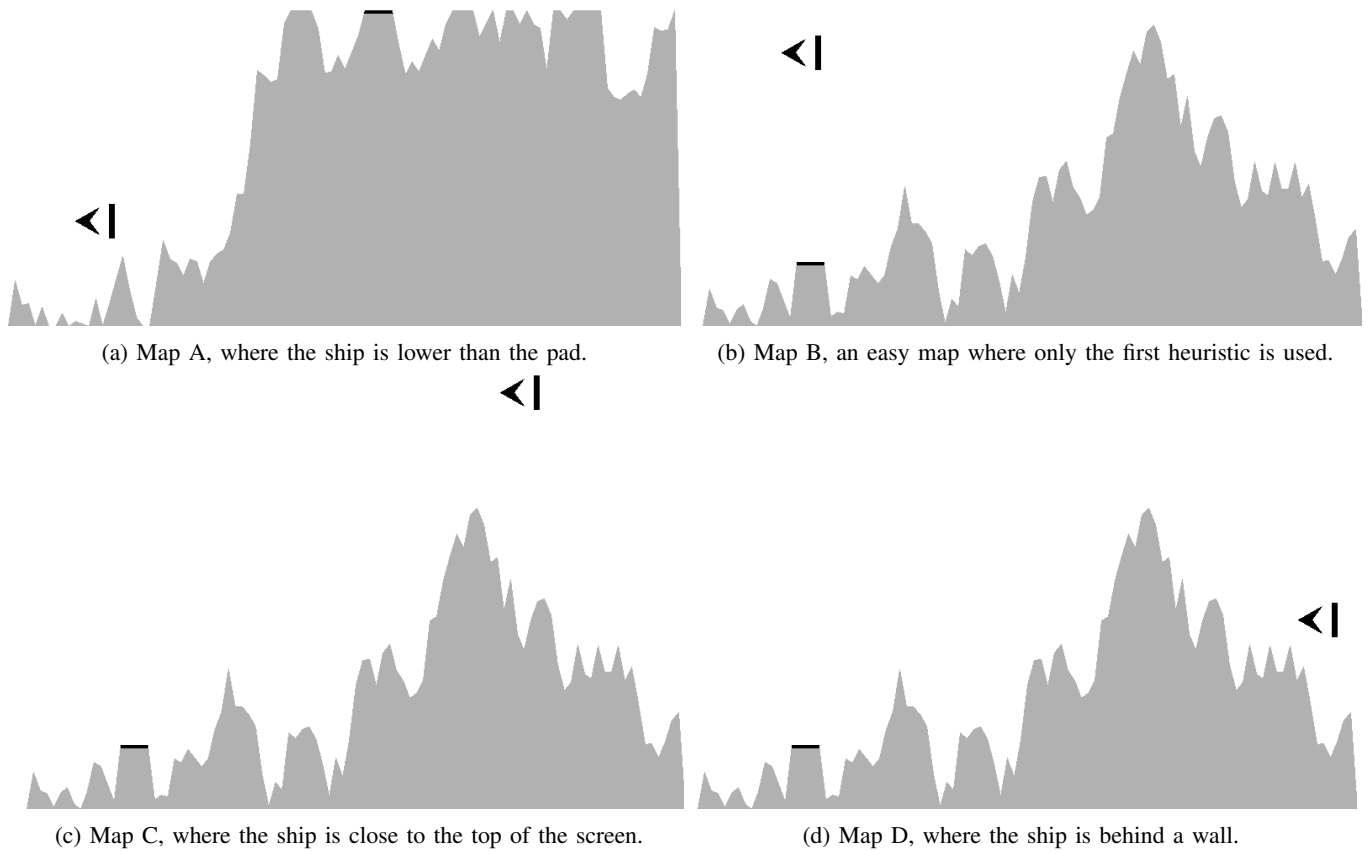 (a) Map A, where the ship is lower than the pad.
(b) Map B, an easy map where only the first heuristic is used.
(c) Map C, where the ship is close to the top of the screen.
(d) Map D, where the ship is behind a wall.